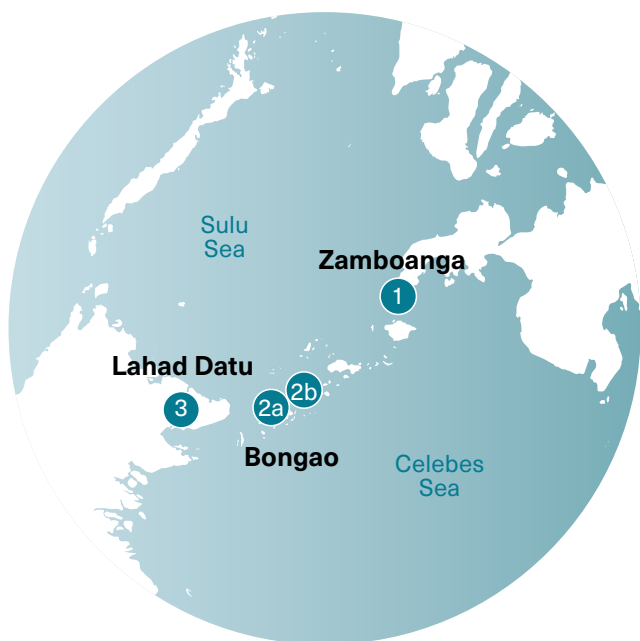 Sulu
Sea
Zamboanga
1
Lahad Datu
3
2a
2b
Bongao
Celebes
Sea